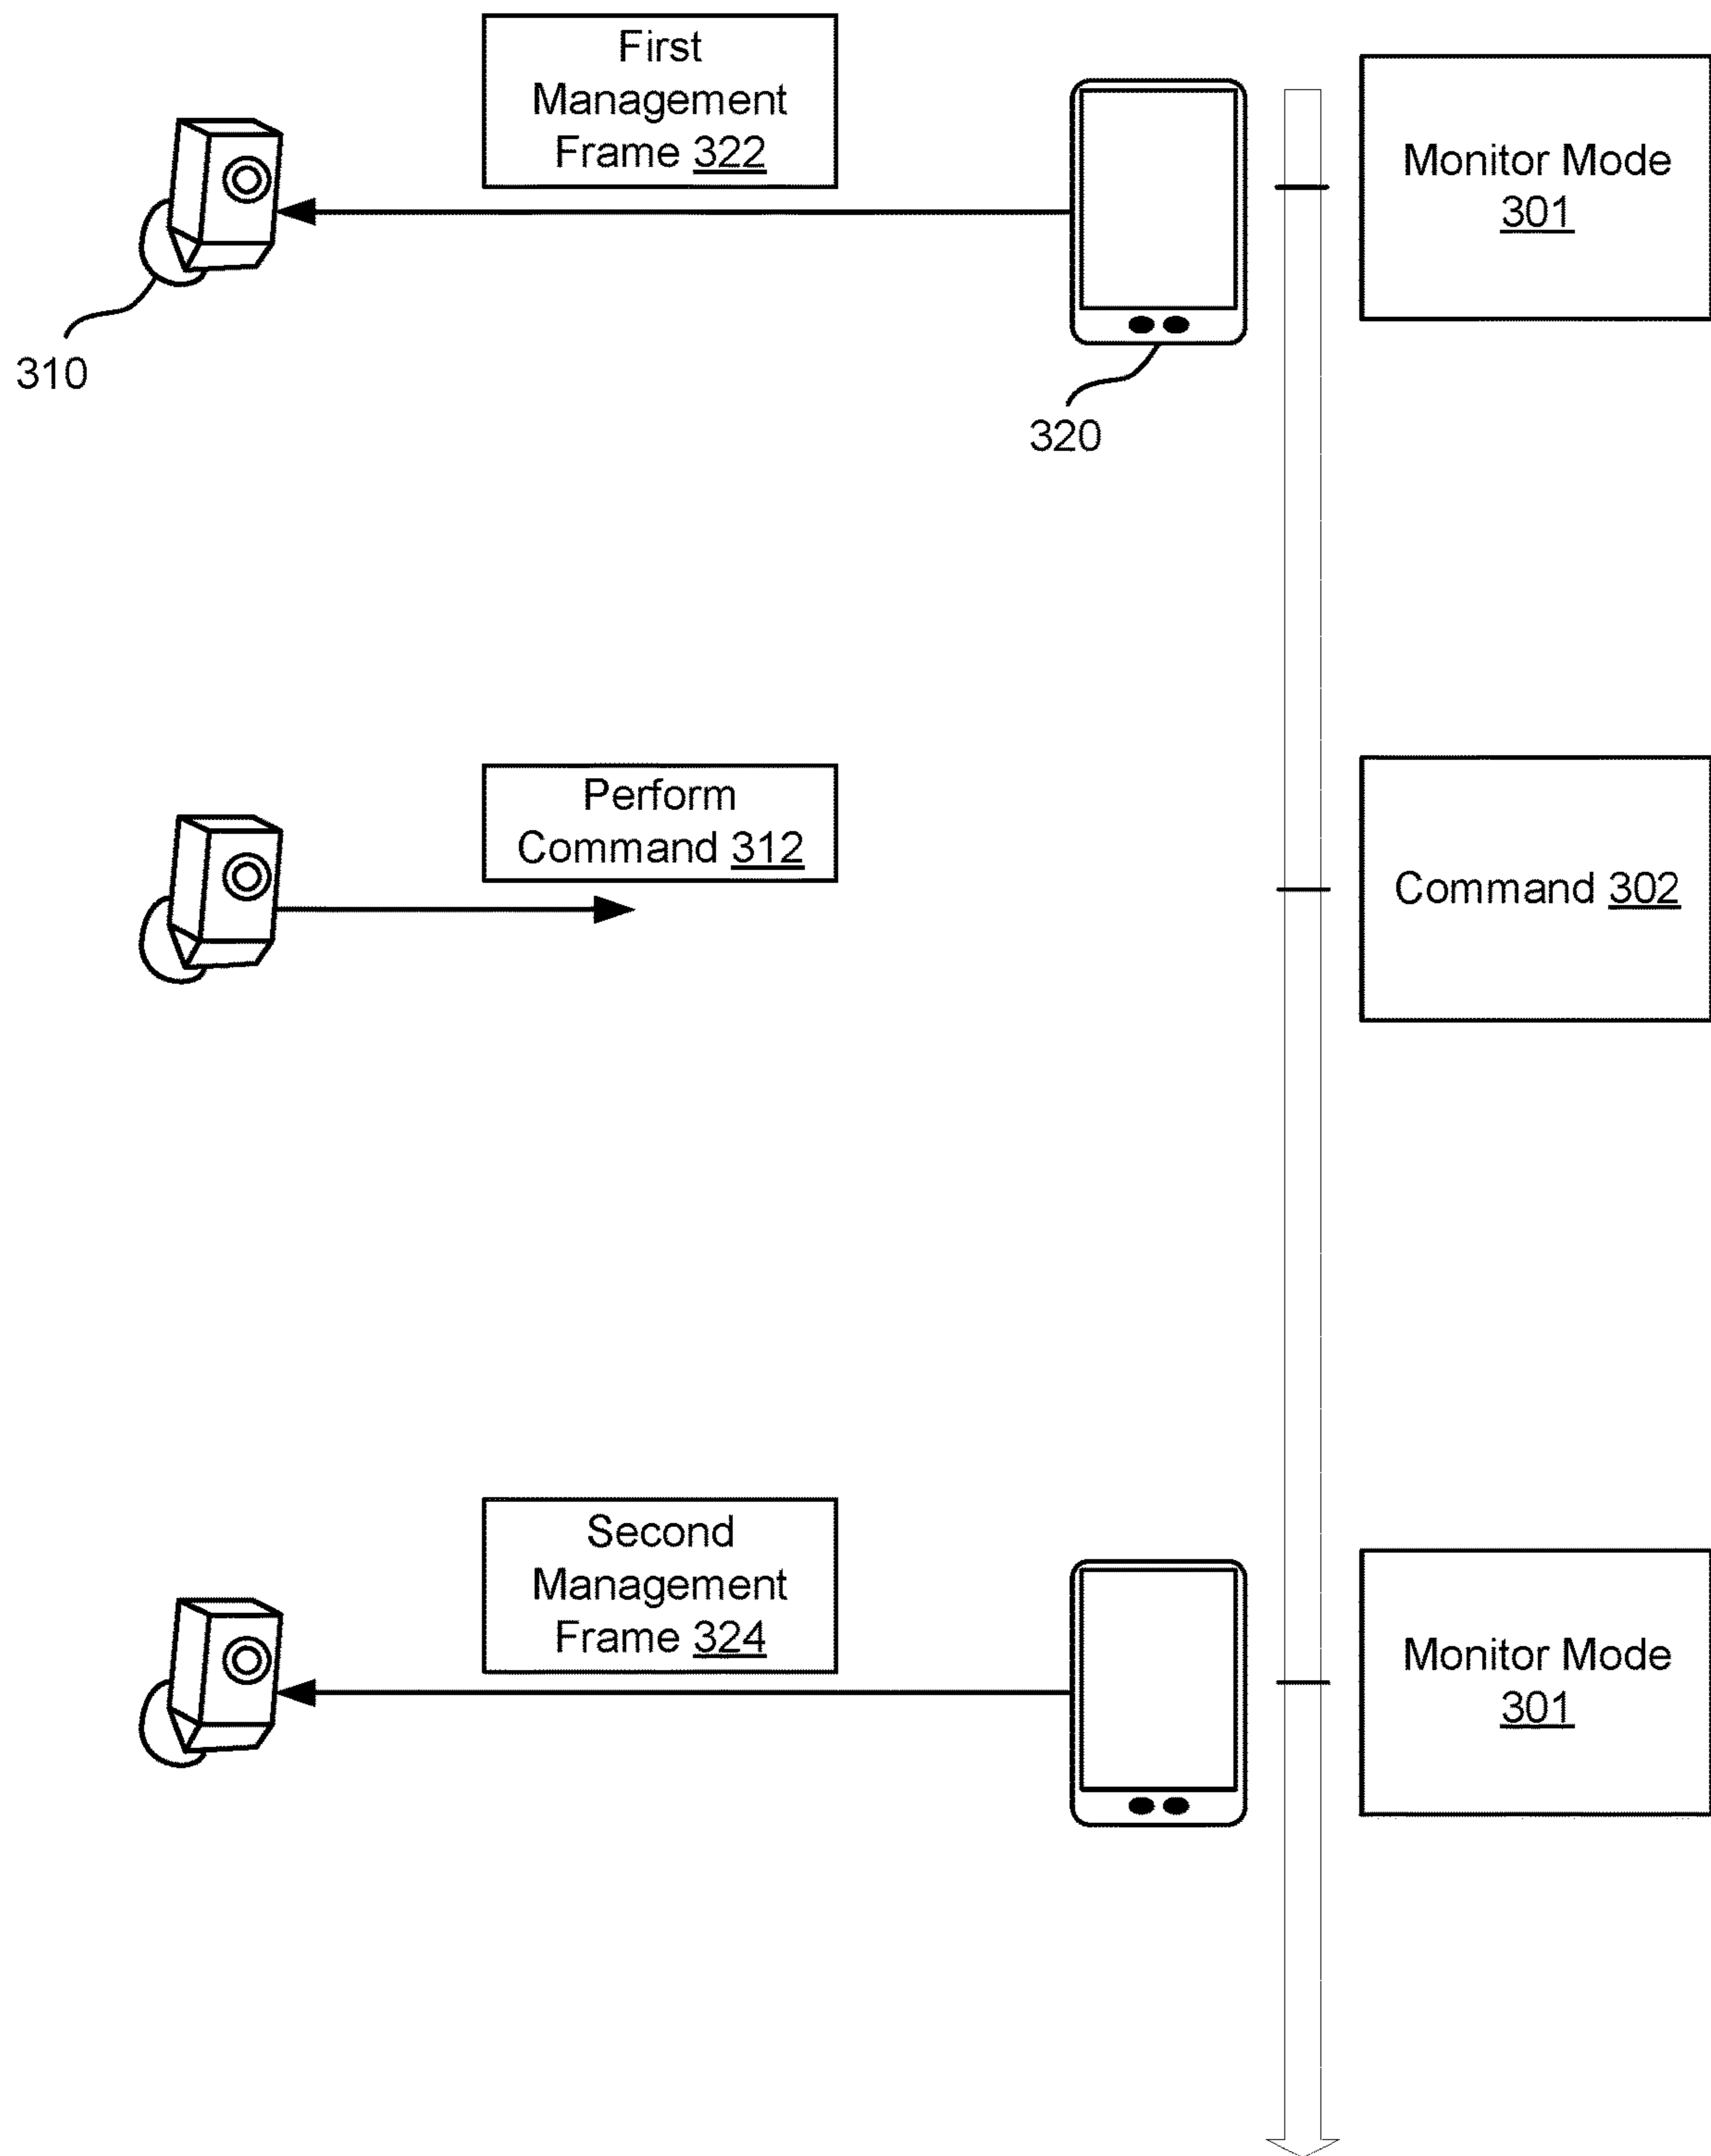 First
Management
Frame 322
Monitor Mode
301
310
320
Perform
Command 312
Command 302
Second
Management
Frame 324
Monitor Mode
301